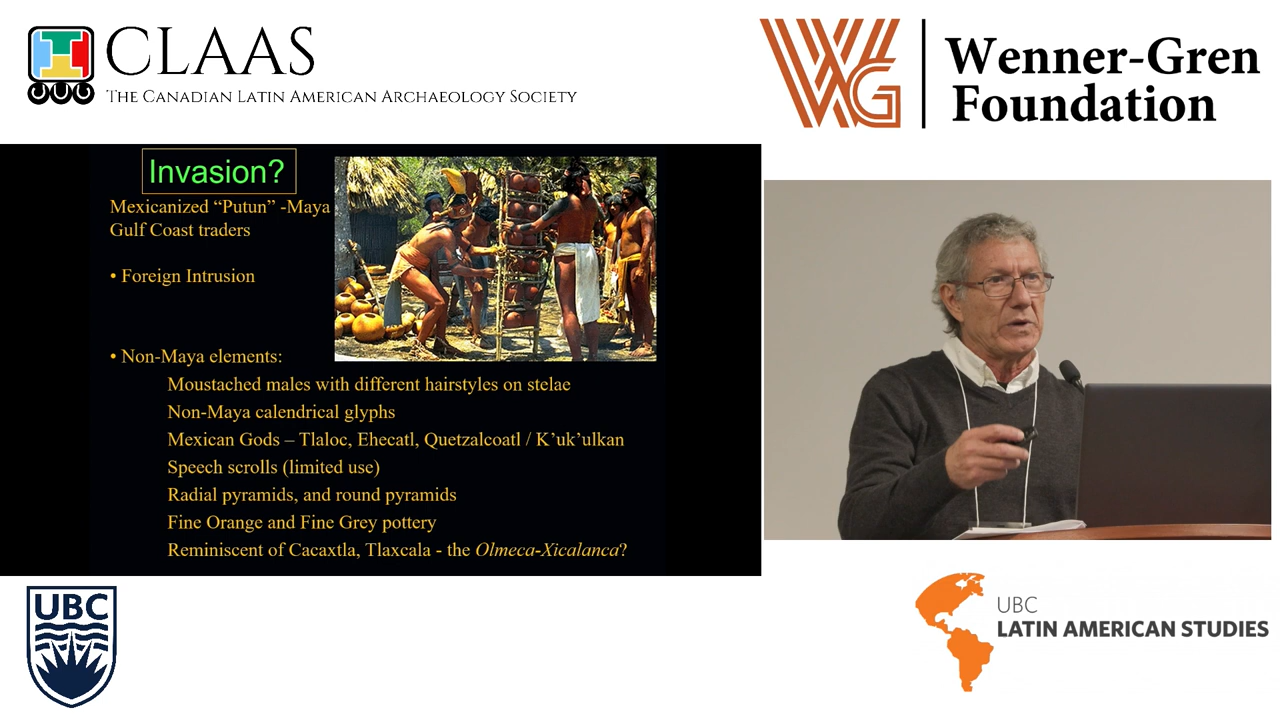 CLAAS
THE CANADIAN LATIN AMERICAN ARCHAEOLOGY SOCIETY
WG
Wenner-Gren
Foundation
Invasion?
Mexicanized “Putun” -Maya
Gulf Coast traders
• Foreign Intrusion
• Non-Maya elements:
Moustached males with different hairstyles on stelae
Non-Maya calendrical glyphs
Mexican Gods – Tlaloc, Ehecatl, Quetzalcoatl / K’uk’ulkan
Speech scrolls (limited use)
Radial pyramids, and round pyramids
Fine Orange and Fine Grey pottery
Reminiscent of Cacaxtla, Tlaxcala - the Olmeca-Xicalanca?
UBC
UBC
LATIN AMERICAN STUDIES